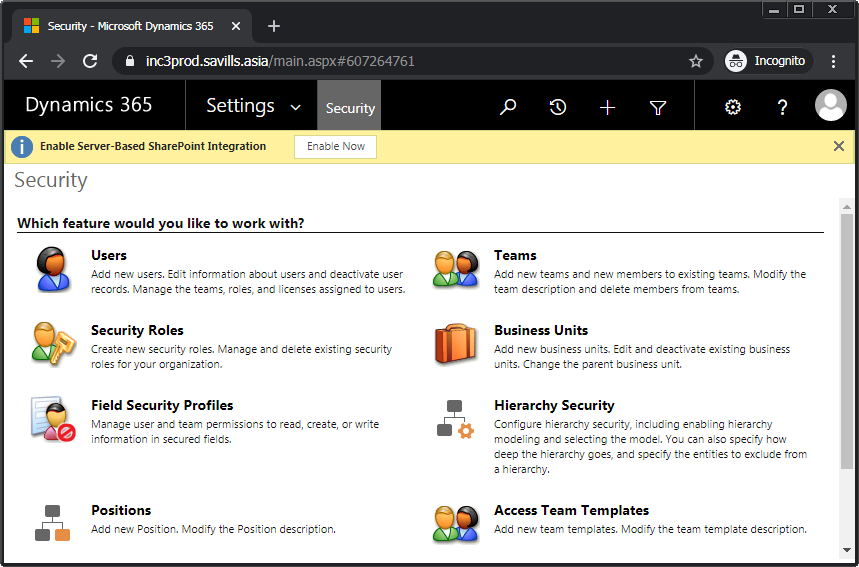 Security - Microsoft Dynamics 365
inc3prod.savills.asia/main.aspx#607264761
Incognito
Dynamics 365
Settings
Security
Enable Server-Based SharePoint Integration
Enable Now
Security
Which feature would you like to work with?
Users
Add new users. Edit information about users and deactivate user
records. Manage the teams, roles, and licenses assigned to users.
Teams
Add new teams and new members to existing teams. Modify the
team description and delete members from teams.
Security Roles
Create new security roles. Manage and delete existing security
roles for your organization.
Business Units
Add new business units. Edit and deactivate existing business
units. Change the parent business unit.
Field Security Profiles
Manage user and team permissions to read, create, or write
information in secured fields.
Hierarchy Security
Configure hierarchy security, including enabling hierarchy
modeling and selecting the model. You can also specify how
deep the hierarchy goes, and specify the entities to exclude from
a hierarchy.
Positions
Add new Position. Modify the Position description.
Access Team Templates
Add new team templates. Modify the team template description.